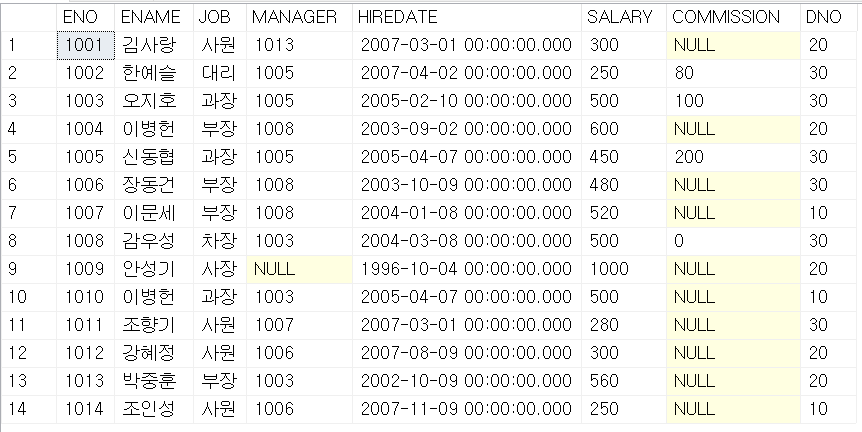 ENO ENAME JOB MANAGER HIREDATE SALARY COMMISSION DNO
1 1001 김사랑 사원 1013 2007-03-01 00:00:00.000 300 NULL 20
2 1002 한예슬 대리 1005 2007-04-02 00:00:00.000 250 80 30
3 1003 오지호 과장 1005 2005-02-10 00:00:00.000 500 100 30
4 1004 이병헌 부장 1008 2003-09-02 00:00:00.000 600 NULL 20
5 1005 신동협 과장 1005 2005-04-07 00:00:00.000 450 200 30
6 1006 장동건 부장 1008 2003-10-09 00:00:00.000 480 NULL 30
7 1007 이문세 부장 1008 2004-01-08 00:00:00.000 520 NULL 10
8 1008 감우성 차장 1003 2004-03-08 00:00:00.000 500 0 30
9 1009 안성기 사장 NULL 1996-10-04 00:00:00.000 1000 NULL 20
10 1010 이병헌 과장 1003 2005-04-07 00:00:00.000 500 NULL 10
11 1011 조향기 사원 1007 2007-03-01 00:00:00.000 280 NULL 30
12 1012 강혜정 사원 1006 2007-08-09 00:00:00.000 300 NULL 20
13 1013 박중훈 부장 1003 2002-10-09 00:00:00.000 560 NULL 20
14 1014 조인성 사원 1006 2007-11-09 00:00:00.000 250 NULL 10